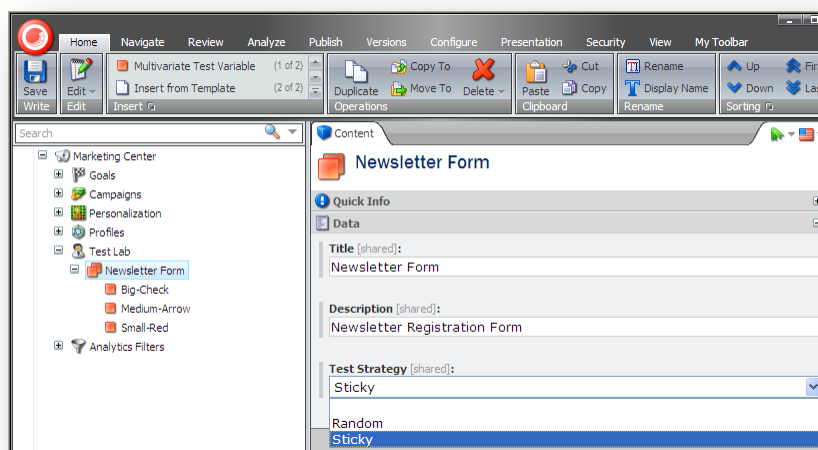 Home Navigate Review Analyze Publish Versions Configure Presentation Security View My Toolbar
Save
Write
Edit
Edit
Multivariate Test Variable (1 of 2)
Insert from Template (2 of 2)
Insert
Duplicate
Copy To
Move To
Delete
Operations
Paste
Cut
Copy
Clipboard
Rename
Display Name
Rename
Up
Down
Sorting
Search
Marketing Center
Goals
Campaigns
Personalization
Profiles
Test Lab
Newsletter Form
Big-Check
Medium-Arrow
Small-Red
Analytics Filters
Content
Newsletter Form
Quick Info
Data
Title [shared]:
Newsletter Form
Description [shared]:
Newsletter Registration Form
Test Strategy [shared]:
Sticky
Random
Sticky